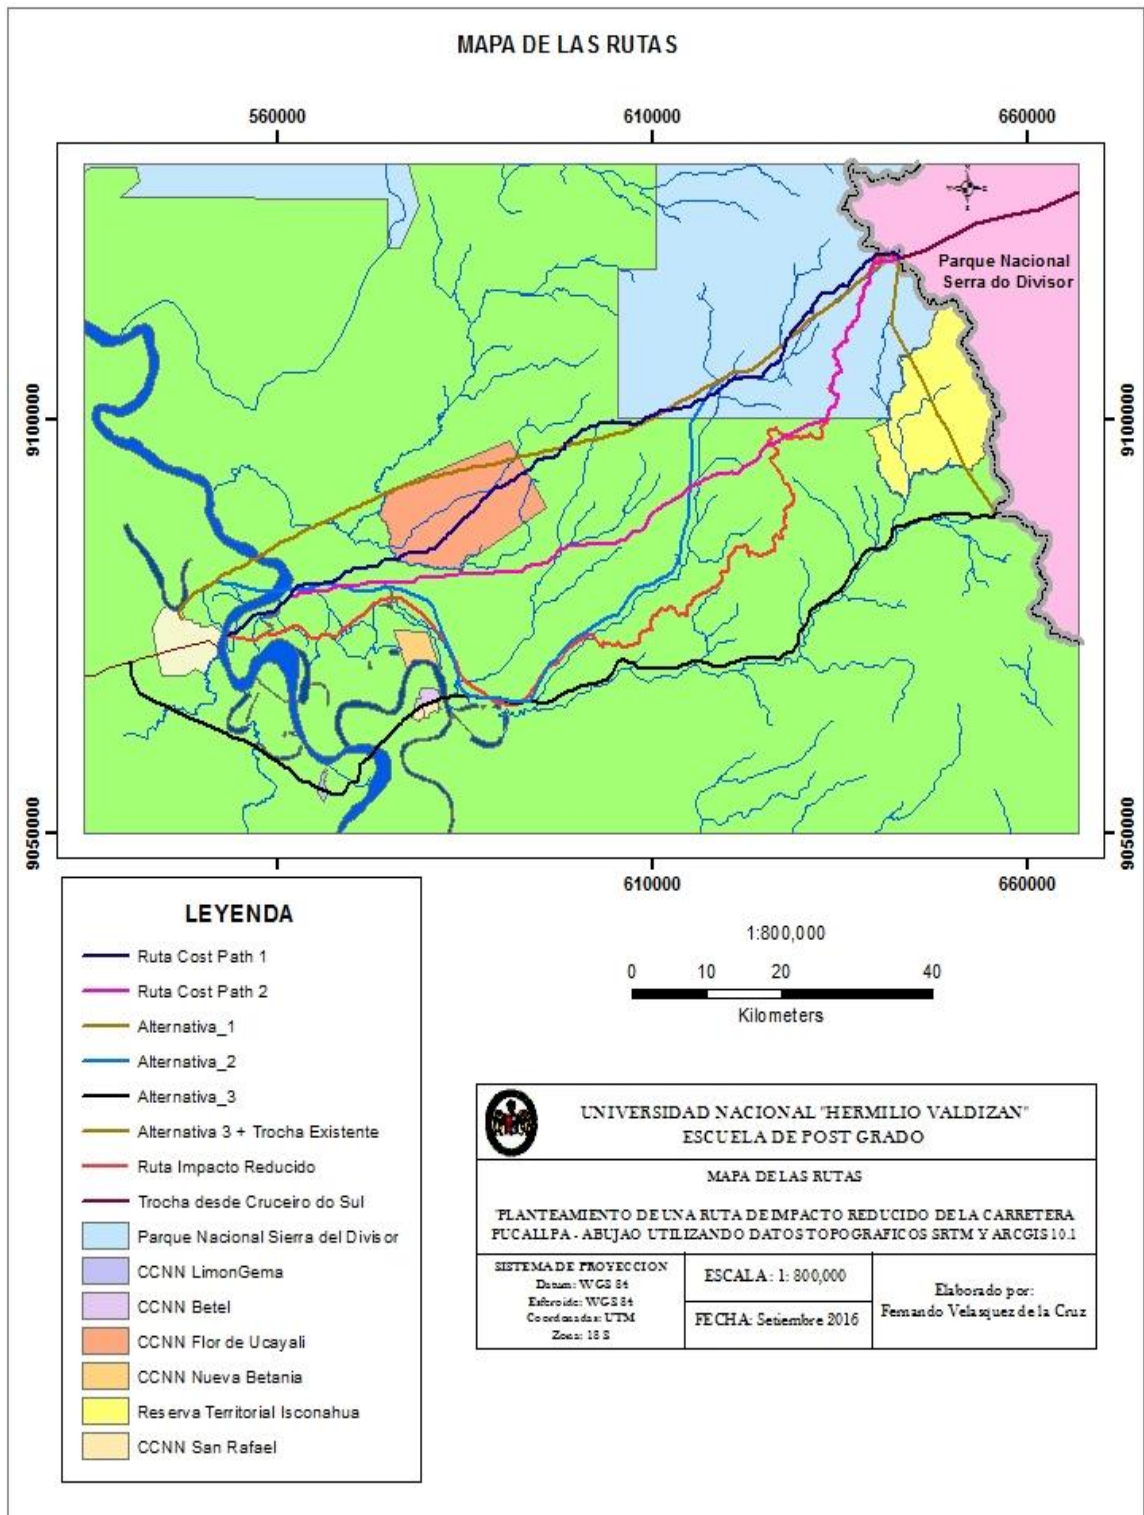 MAPA DE LAS RUTAS
560000
610000
660000
Parque Nacional
Serra do Divisor
9100000
9100000
9050000
9050000
610000
660000
LEYENDA
Ruta Cost Path 1
Ruta Cost Path 2
Alternativa_1
Alternativa_2
Alternativa_3
Alternativa 3 + Trocha Existente
Ruta Impacto Reducido
Trocha desde Cruceiro do Sul
Parque Nacional Sierra del Divisor
CCNN LimonGema
CCNN Betel
CCNN Flor de Ucayali
CCNN Nueva Betania
Reserva Territorial Isconahua
CCNN San Rafael
1:800,000
0 10 20 40
Kilometers
UNIVERSIDAD NACIONAL "HERMILIO VALDIZAN"
ESCUELA DE POST GRADO
MAPA DE LAS RUTAS
"PLANTEAMIENTO DE UNA RUTA DE IMPACTO REDUCIDO DE LA CARRETERA
PUCALLPA - ABUJAO UTILIZANDO DATOS TOPOGRAFICOS SRTM Y ARCGIS 10.1
SISTEMA DE PROYECCION
Datum: WGS 84
Esferoide: WGS 84
Coordenadas: UTM
Zona: 18 S
ESCALA: 1: 800,000
FECHA: Setiembre 2016
Elaborado por:
Fernando Velasquez de la Cruz